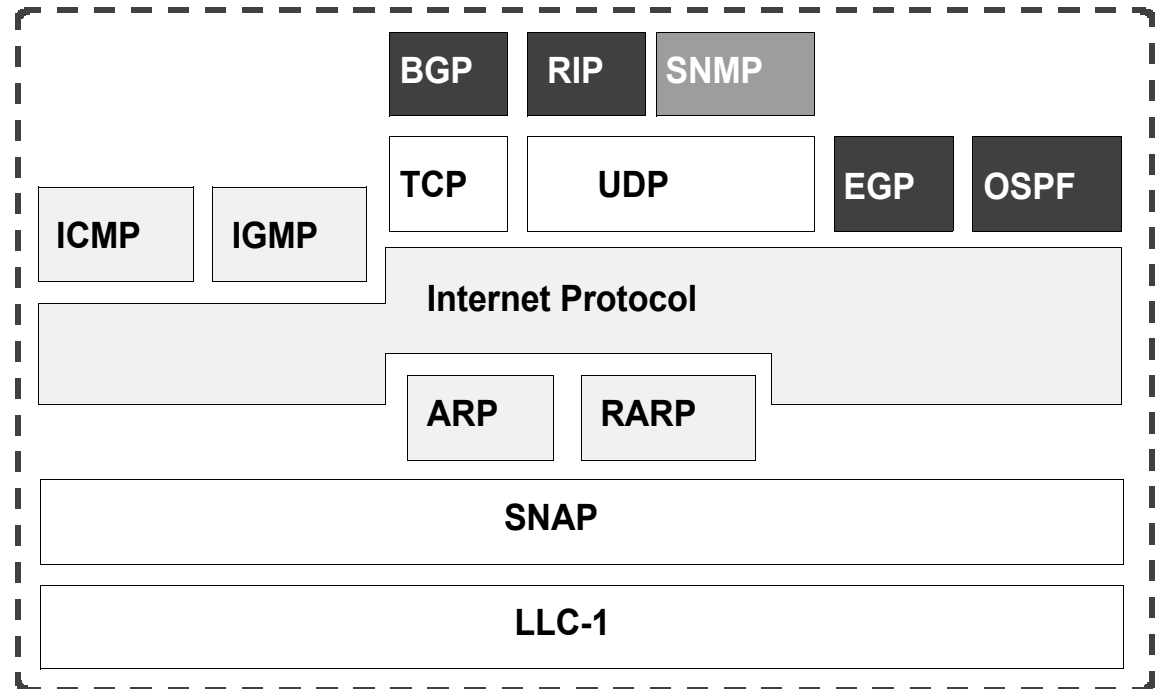 BGP RIP SNMP
TCP UDP EGP OSPF
ICMP IGMP
Internet Protocol
ARP RARP
SNAP
LLC-1